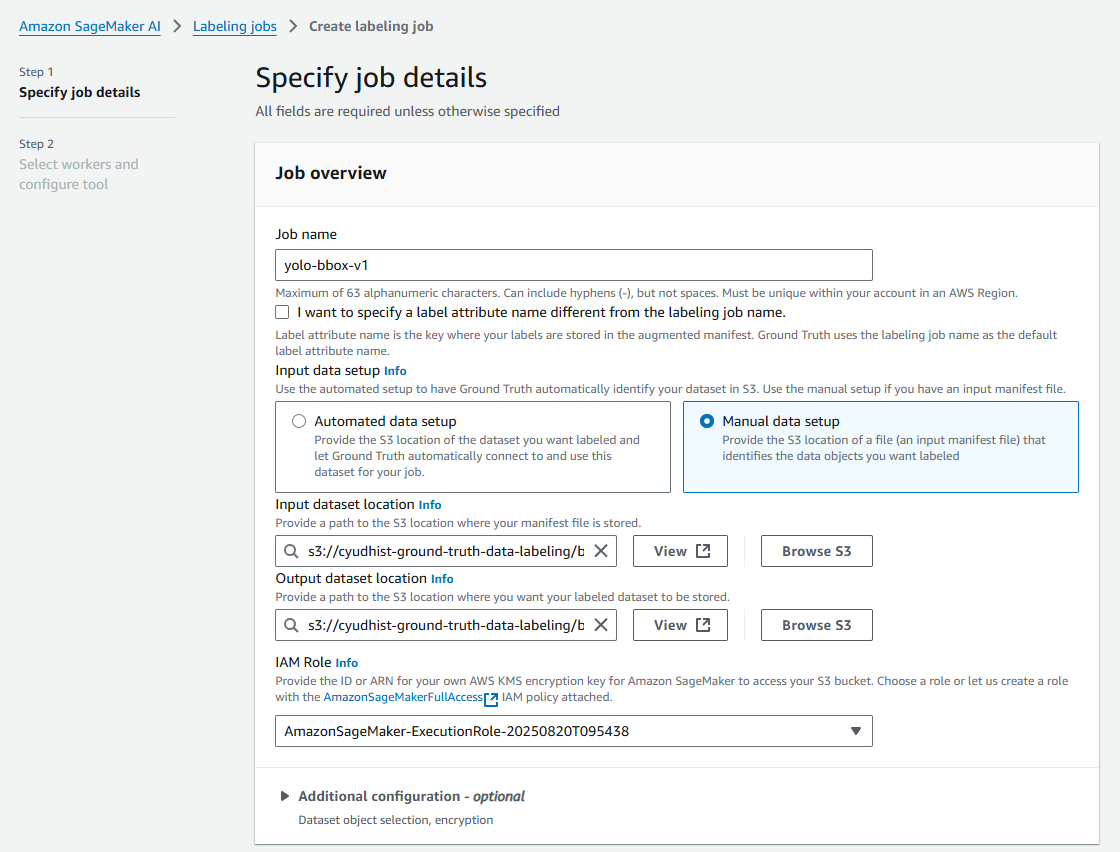 Amazon SageMaker AI > Labeling jobs > Create labeling job
Step 1
Specify job details
Step 2
Select workers and
configure tool
Specify job details
All fields are required unless otherwise specified
Job overview
Job name
yolo-bbox-v1
Maximum of 63 alphanumeric characters. Can include hyphens (-), but not spaces. Must be unique within your account in an AWS Region.
I want to specify a label attribute name different from the labeling job name.
Label attribute name is the key where your labels are stored in the augmented manifest. Ground Truth uses the labeling job name as the default
label attribute name.
Input data setup Info
Use the automated setup to have Ground Truth automatically identify your dataset in S3. Use the manual setup if you have an input manifest file.
Automated data setup
Provide the S3 location of the dataset you want labeled and
let Ground Truth automatically connect to and use this
dataset for your job.
Manual data setup
Provide the S3 location of a file (an input manifest file) that
identifies the data objects you want labeled
Input dataset location Info
Provide a path to the S3 location where your manifest file is stored.
s3://cyudhist-ground-truth-data-labeling/b View Browse S3
Output dataset location Info
Provide a path to the S3 location where you want your labeled dataset to be stored.
s3://cyudhist-ground-truth-data-labeling/b View Browse S3
IAM Role Info
Provide the ID or ARN for your own AWS KMS encryption key for Amazon SageMaker to access your S3 bucket. Choose a role or let us create a role
with the AmazonSageMakerFullAccess IAM policy attached.
AmazonSageMaker-ExecutionRole-20250820T095438
Additional configuration - optional
Dataset object selection, encryption